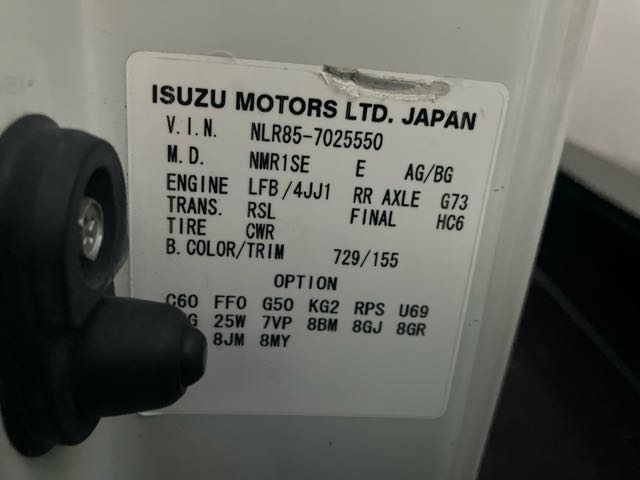 ISUZU MOTORS LTD. JAPAN
V.I.N. NLR85-7025550
M.D. NMR1SE E AG/BG
ENGINE LFB/4JJ1 RR AXLE G73
TRANS. RSL FINAL HC6
TIRE CWR
B.COLOR/TRIM 729/155
OPTION
C60 FF0 G50 KG2 RPS U69
25W 7VP 8BM 8GJ 8GR
8JM 8MY